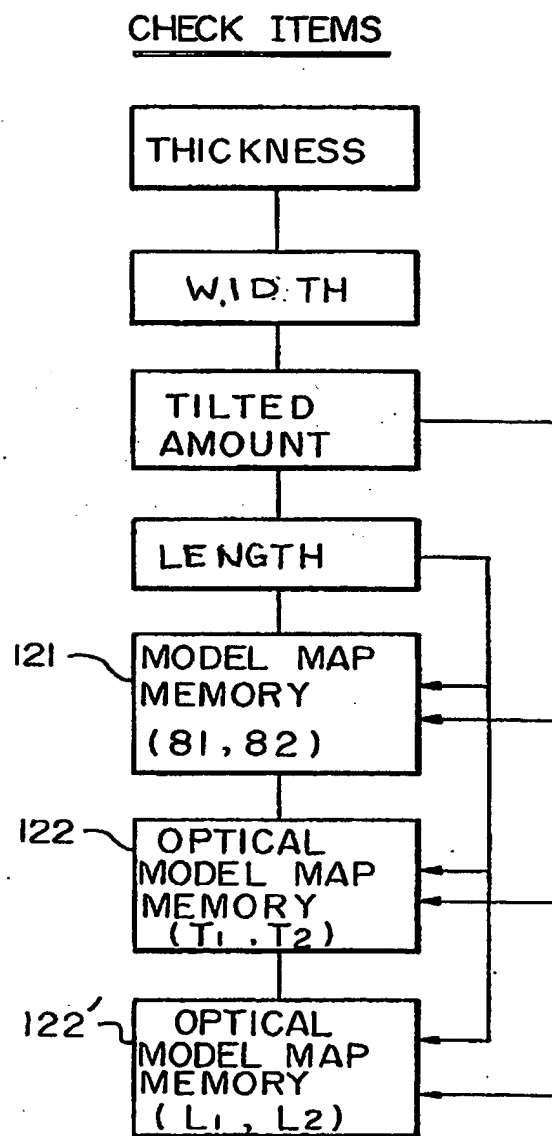 CHECK ITEMS
THICKNESS
WIDTH
TILTED
AMOUNT
LENGTH
121
MODEL MAP
MEMORY
(81, 82)
122
OPTICAL
MODEL MAP
MEMORY
(T1, T2)
122'
OPTICAL
MODEL MAP
MEMORY
(L1, L2)